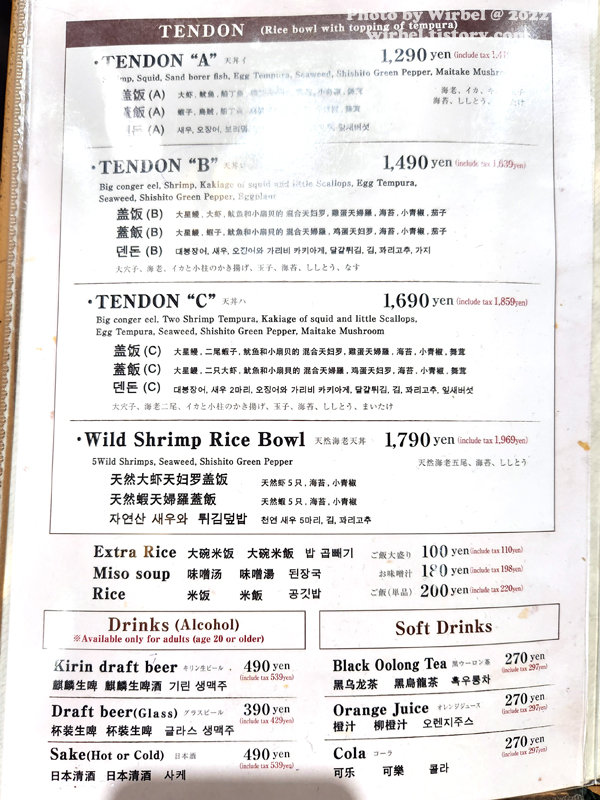 Photo by Wirbel @ 2022
wirbel.tistory.com
TENDON (Rice bowl with topping of tempura)
・TENDON “A” 天丼イ 1,290 yen (include tax
Squid, Sand borer fish, Egg Tempura, Seaweed, Shishito Green Pepper, Maitake
盖饭 (A) 大虾, 鱿鱼,
海老、イカ、
蓋飯 (A) 蝦子,
海苔、ししとう、
덴돈 (A) 새우, 오징어, 잎새버섯
・TENDON “B” 1,490 yen (include tax 1,639yen)
Big conger eel, Shrimp, Kakiage of squid and little Scallops, Egg Tempura,
Seaweed, Shishito Green Pepper, Eggplant
盖饭 (B) 大星鳗 , 大虾 , 鱿鱼和小扇贝的 混合天妇罗 , 雞蛋天婦羅 , 海苔 , 小青椒 , 茄子
蓋飯 (B) 大星鰻 , 蝦子 , 魷魚和小扇貝的 混合天婦羅 , 鸡蛋天妇罗 , 海苔 , 小青椒 , 茄子
덴돈 (B) 대붕장어, 새우, 오징어와 가리비 카키아게, 달걀튀김, 김, 꽈리고추, 가지
大穴子、海老、イカと小柱のかき揚げ、玉子、海苔、ししとう、なす
・TENDON “C” 天丼ハ 1,690 yen (include tax 1,859yen)
Big conger eel, Two Shrimp Tempura, Kakiage of squid and little Scallops,
Egg Tempura, Seaweed, Shishito Green Pepper, Maitake Mushroom
盖饭 (C) 大星鳗 , 二尾蝦子 , 鱿鱼和小扇贝的 混合天妇罗 , 雞蛋天婦羅 , 海苔 , 小青椒 , 舞茸
蓋飯 (C) 大星鰻 , 二只大虾 , 魷魚和小扇貝的 混合天婦羅 , 鸡蛋天妇罗 , 海苔 , 小青椒 , 舞茸
덴돈 (C) 대붕장어, 새우 2마리, 오징어와 가리비 카키아게, 달걀튀김, 김, 꽈리고추, 잎새버섯
大穴子、海老二尾、イカと小柱のかき揚げ、玉子、海苔、ししとう、まいたけ
・Wild Shrimp Rice Bowl 天然海老天丼 1,790 yen (include tax 1,969yen)
5Wild Shrimps, Seaweed, Shishito Green Pepper 天然海老五尾、海苔、ししとう
天然大虾天妇罗盖饭 天然虾 5 只 , 海苔 , 小青椒
天然蝦天婦羅蓋飯 天然蝦 5 只 , 海苔 , 小青椒
자연산 새우와 튀김덮밥 천연 새우 5마리, 김, 꽈리고추
Extra Rice 大碗米饭 大碗米飯 밥 곱빼기 ご飯大盛り 100 yen (include tax 110yen)
Miso soup 味噌汤 味噌湯 된장국 お味噌汁 180 yen (include tax 198yen)
Rice 米饭 米飯 공깃밥 ご飯(単品) 200 yen (include tax 220yen)
Drinks (Alcohol)
※Available only for adults (age 20 or older)
Kirin draft beer キリン生ビール 490 yen
(include tax 539yen)
麒麟生啤 麒麟生啤酒 기린 생맥주
Draft beer(Glass) グラスビール 390 yen
(include tax 429yen)
杯装生啤 杯裝生啤 글라스 생맥주
Sake(Hot or Cold) 日本酒 490 yen
(include tax 539yen)
日本清酒 日本清酒 사케
Soft Drinks
Black Oolong Tea 黒ウーロン茶 270 yen
(include tax 297yen)
黑乌龙茶 黑烏龍茶 흑우롱차
Orange Juice オレンジジュース 270 yen
(include tax 297yen)
橙汁 柳橙汁 오렌지주스
Cola コーラ 270 yen
(include tax 297yen)
可乐 可樂 콜라